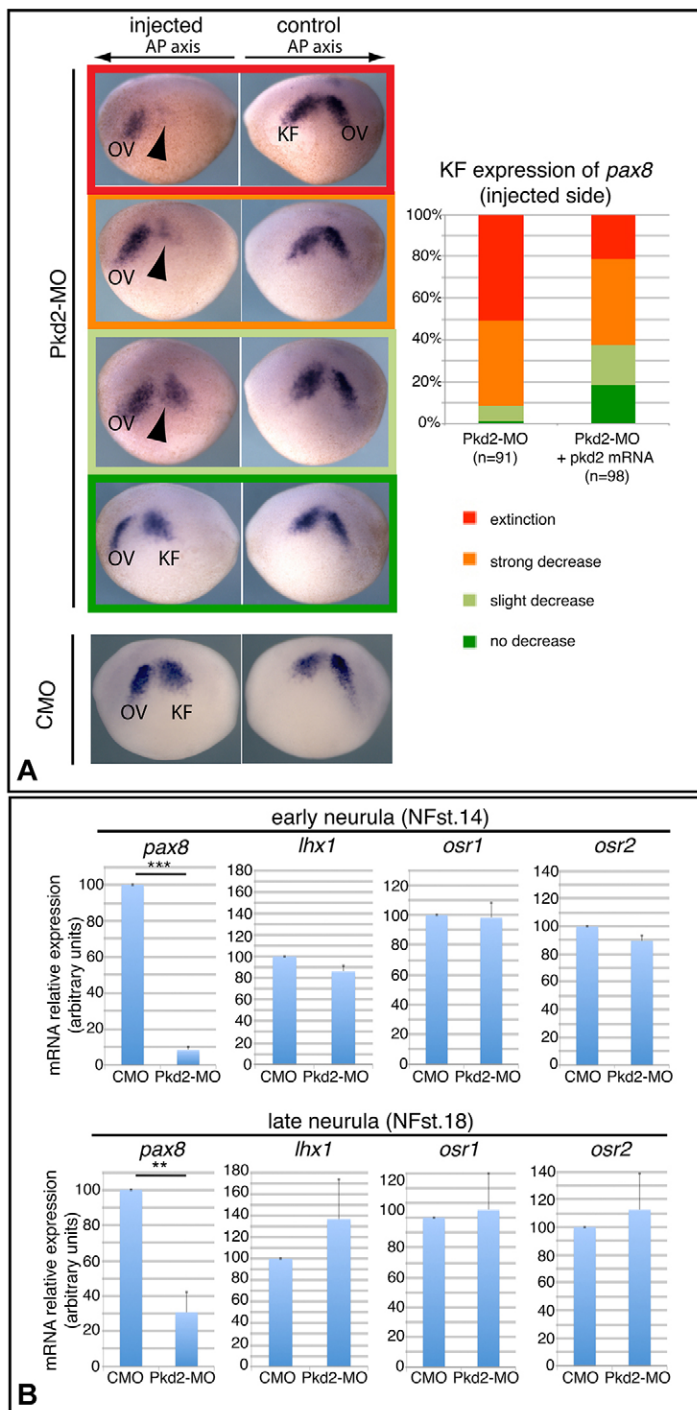 injected control
AP axis AP axis
Pkd2-MO
OV KF OV
OV
OV
OV KF
CMO
OV KF
KF expression of pax8
(injected side)
100%
80%
60%
40%
20%
0%
Pkd2-MO
(n=91)
Pkd2-MO
+ pkd2 mRNA
(n=98)
extinction
strong decrease
slight decrease
no decrease
A
early neurula (NFst.14)
pax8 lhx1 osr1 osr2
***
mRNA relative expression
(arbitrary units)
100
80
60
40
20
0
180
160
140
120
100
80
60
40
20
0
120
100
80
60
40
20
0
140
120
100
80
60
40
20
0
CMO Pkd2-MO CMO Pkd2-MO CMO Pkd2-MO CMO Pkd2-MO
late neurula (NFst.18)
pax8 lhx1 osr1 osr2
**
mRNA relative expression
(arbitrary units)
100
80
60
40
20
0
180
160
140
120
100
80
60
40
20
0
120
100
80
60
40
20
0
140
120
100
80
60
40
20
0
CMO Pkd2-MO CMO Pkd2-MO CMO Pkd2-MO CMO Pkd2-MO
B